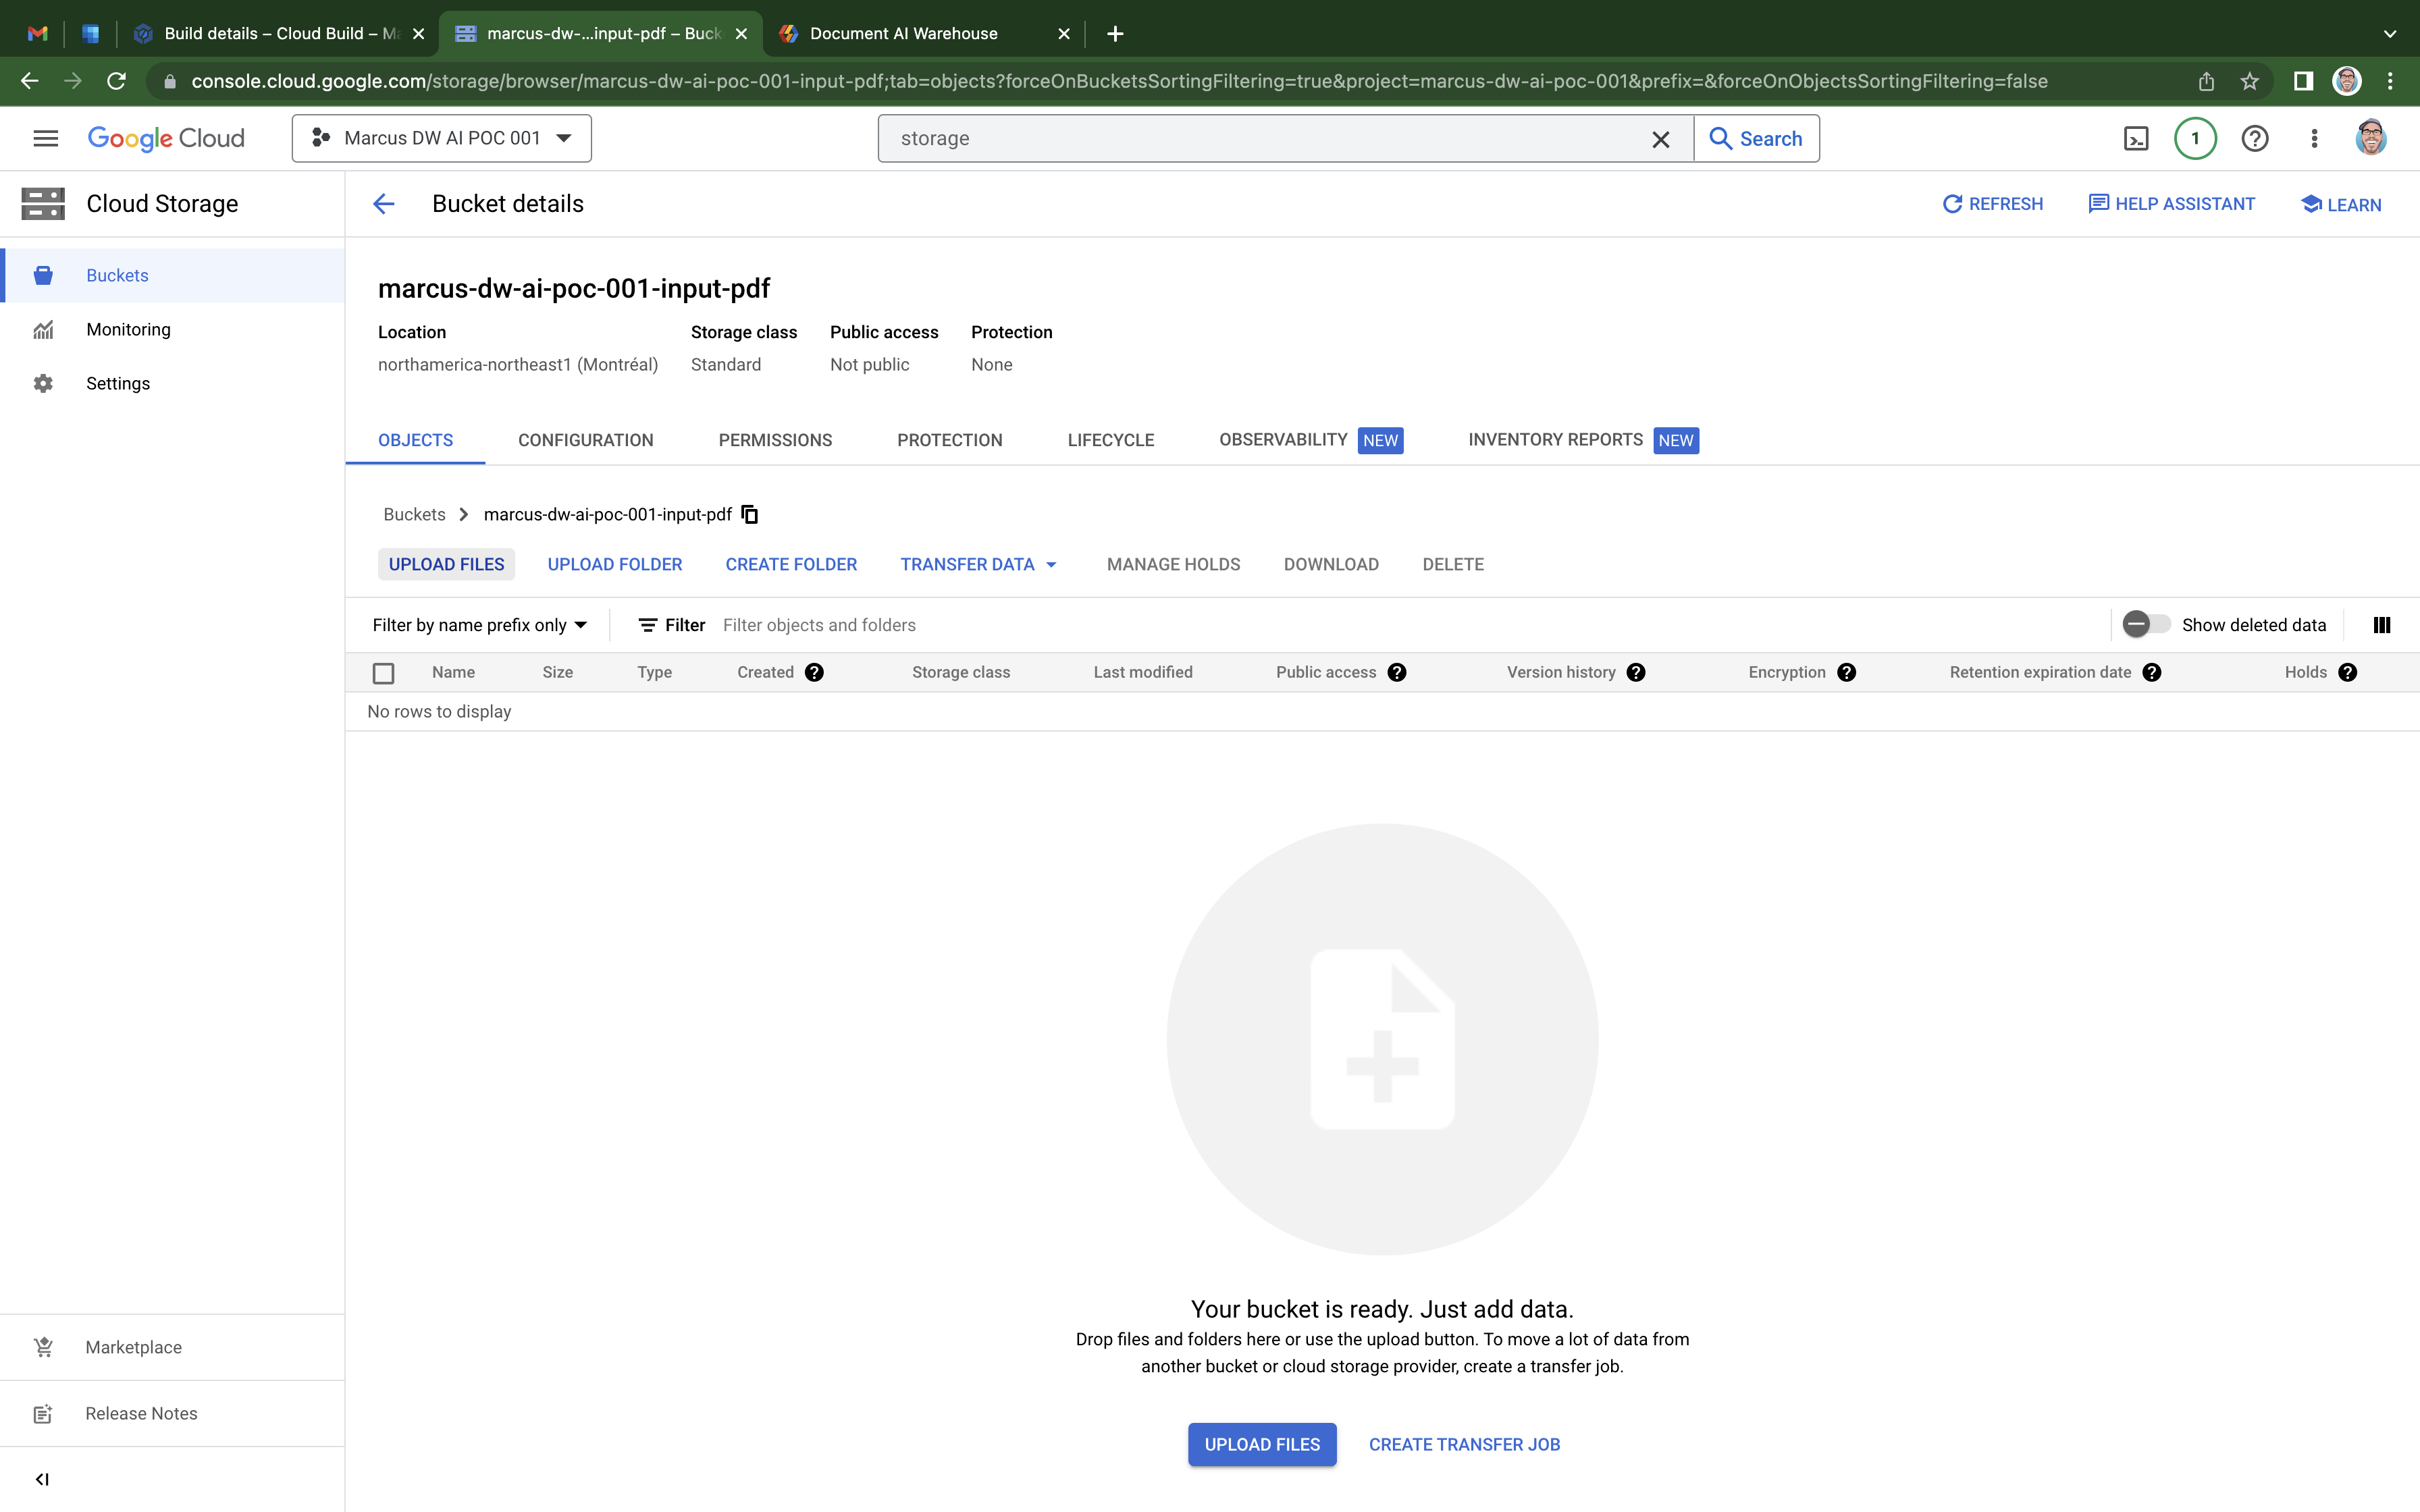 Build details – Cloud Build – Ma
marcus-dw-...input-pdf – Buck
Document AI Warehouse
console.cloud.google.com/storage/browser/marcus-dw-ai-poc-001-input-pdf;tab=objects?forceOnBucketsSortingFiltering=true&project=marcus-dw-ai-poc-001&prefix=&forceOnObjectsSortingFiltering=false
Google Cloud
Marcus DW AI POC 001
storage
Search
1
Cloud Storage
Bucket details
REFRESH
HELP ASSISTANT
LEARN
Buckets
Monitoring
Settings
marcus-dw-ai-poc-001-input-pdf
Location Storage class Public access Protection
northamerica-northeast1 (Montréal) Standard Not public None
OBJECTS CONFIGURATION PERMISSIONS PROTECTION LIFECYCLE OBSERVABILITY NEW INVENTORY REPORTS NEW
Buckets > marcus-dw-ai-poc-001-input-pdf
UPLOAD FILES UPLOAD FOLDER CREATE FOLDER TRANSFER DATA MANAGE HOLDS DOWNLOAD DELETE
Filter by name prefix only Filter Filter objects and folders Show deleted data
Name Size Type Created Storage class Last modified Public access Version history Encryption Retention expiration date Holds
No rows to display
Your bucket is ready. Just add data.
Drop files and folders here or use the upload button. To move a lot of data from
another bucket or cloud storage provider, create a transfer job.
UPLOAD FILES CREATE TRANSFER JOB
Marketplace
Release Notes